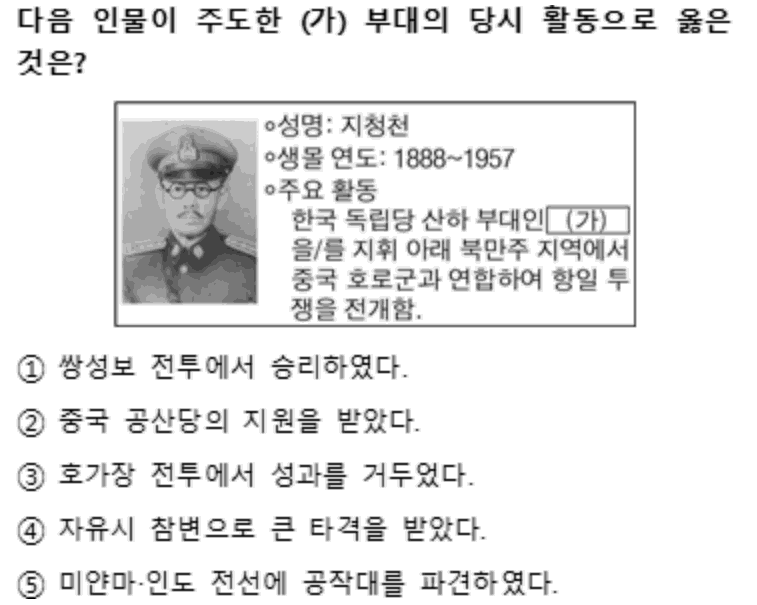 다음 인물이 주도한 (가) 부대의 당시 활동으로 옳은
것은?
∘성명: 지청천
∘생몰 연도: 1888~1957
∘주요 활동
한국 독립당 산하 부대인 (가)
을/를 지휘 아래 북만주 지역에서
중국 호로군과 연합하여 항일 투
쟁을 전개함.
① 쌍성보 전투에서 승리하였다.
② 중국 공산당의 지원을 받았다.
③ 호가장 전투에서 성과를 거두었다.
④ 자유시 참변으로 큰 타격을 받았다.
⑤ 미얀마·인도 전선에 공작대를 파견하였다.